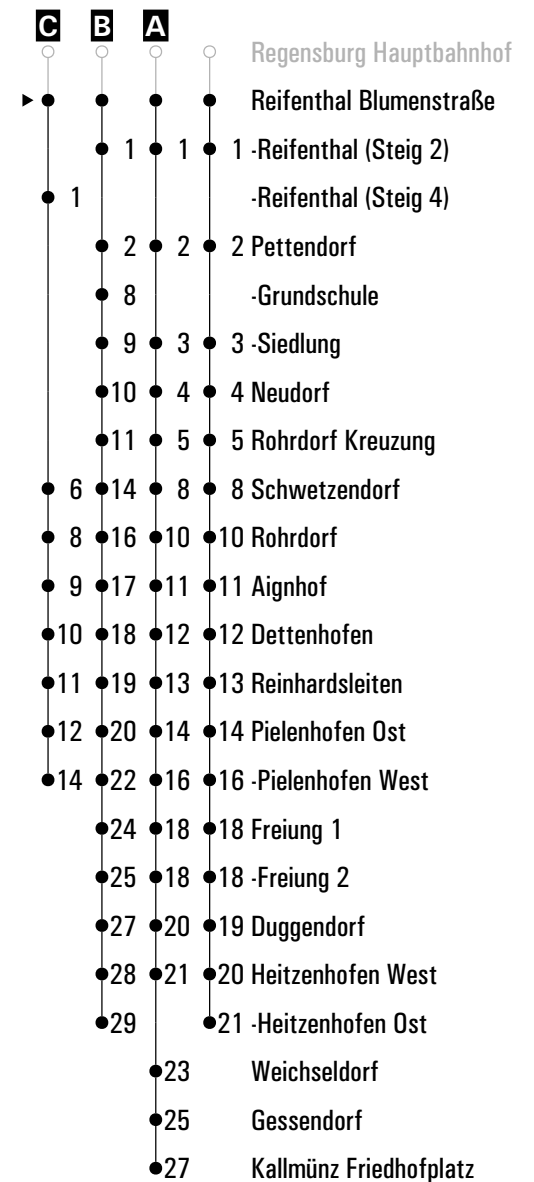 C B A
Regensburg Hauptbahnhof
Reifenthal Blumenstraße
1 1 1 -Reifenthal (Steig 2)
1 -Reifenthal (Steig 4)
2 2 2 Pettendorf
8 -Grundschule
9 3 3 -Siedlung
10 4 4 Neudorf
11 5 5 Rohrdorf Kreuzung
6 14 8 8 Schwetzendorf
8 16 10 10 Rohrdorf
9 17 11 11 Aignhof
10 18 12 12 Dettenhofen
11 19 13 13 Reinhardsleiten
12 20 14 14 Pielenhofen Ost
14 22 16 16 -Pielenhofen West
24 18 18 Freiung 1
25 18 18 -Freiung 2
27 20 19 Duggendorf
28 21 20 Heitzenhofen West
29 21 -Heitzenhofen Ost
23 Weichseldorf
25 Gessendorf
27 Kallmünz Friedhofplatz